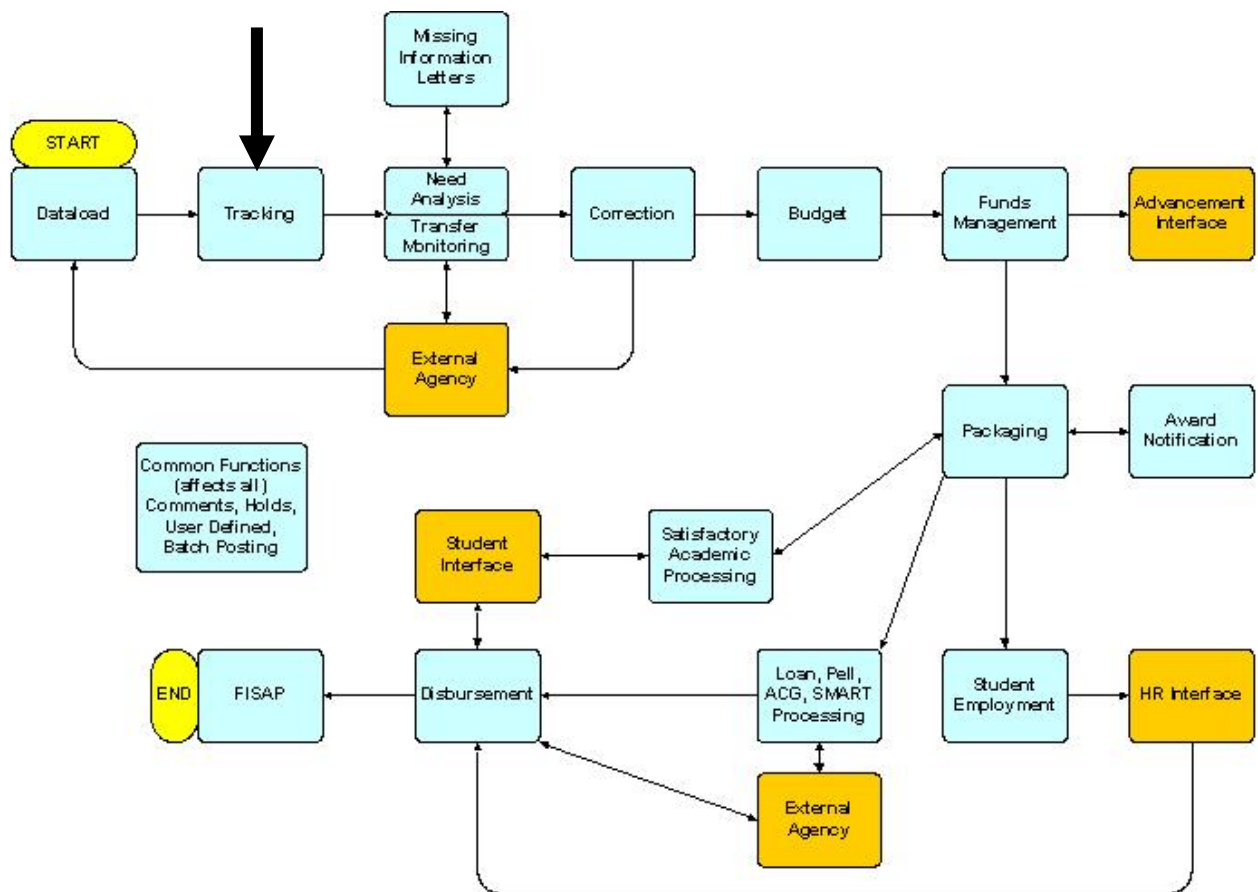 Missing
Information
Letters
START
Dataload
Tracking
Need
Analysis
Transfer
Monitoring
Correction
Budget
Funds
Management
Advancement
Interface
External
Agency
Packaging
Award
Notification
Common Functions
(affects all)
Comments, Holds,
User Defined,
Batch Posting
Student
Interface
Satisfactory
Academic
Processing
END
FISAP
Disbursement
Loan, Pell,
ACG, SMART
Processing
Student
Employment
HR Interface
External
Agency